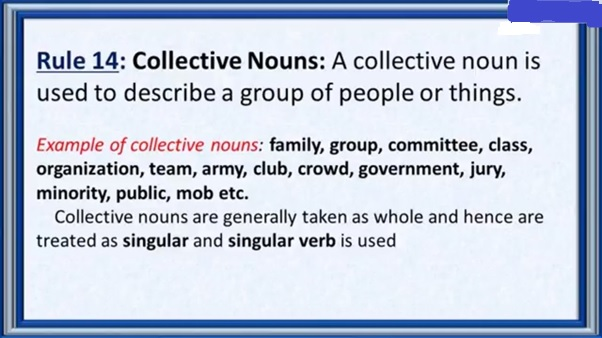 Rule 14: Collective Nouns: A collective noun is
used to describe a group of people or things.
Example of collective nouns: family, group, committee, class,
organization, team, army, club, crowd, government, jury,
minority, public, mob etc.
Collective nouns are generally taken as whole and hence are
treated as singular and singular verb is used